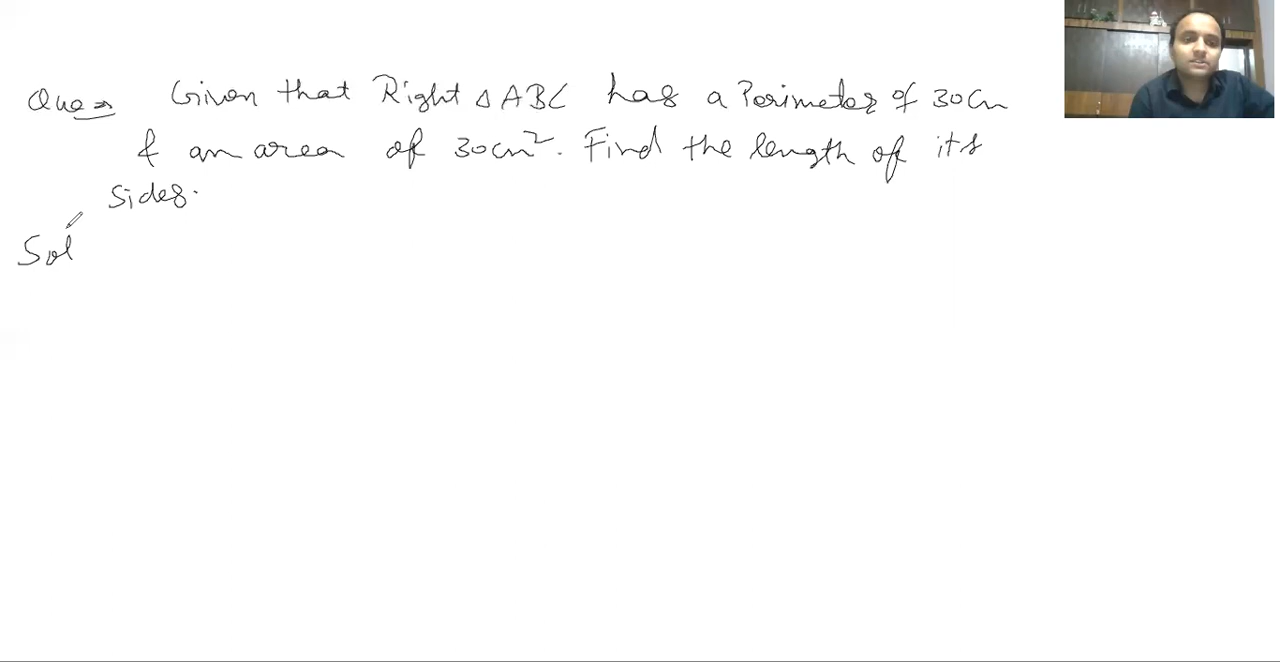 Que ⇒ Given that Right △ ABC has a Perimeter of 30cm
& an area of 30cm². Find the length of its
Sides.
Sol